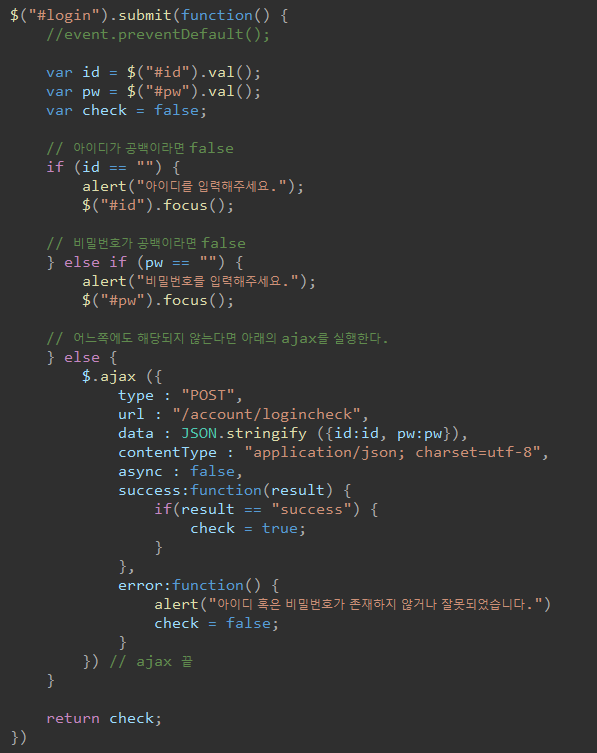 $("#login").submit(function() {
//event.preventDefault();
var id = $("#id").val();
var pw = $("#pw").val();
var check = false;
// 아이디가 공백이라면 false
if (id == "") {
alert("아이디를 입력해주세요.");
$("#id").focus();
// 비밀번호가 공백이라면 false
} else if (pw == "") {
alert("비밀번호를 입력해주세요.");
$("#pw").focus();
// 어느쪽에도 해당되지 않는다면 아래의 ajax를 실행한다.
} else {
$.ajax ({
type : "POST",
url : "/account/logincheck",
data : JSON.stringify ({id:id, pw:pw}),
contentType : "application/json; charset=utf-8",
async : false,
success:function(result) {
if(result == "success") {
check = true;
}
},
error:function() {
alert("아이디 혹은 비밀번호가 존재하지 않거나 잘못되었습니다.")
check = false;
}
}) // ajax 끝
}
return check;
})